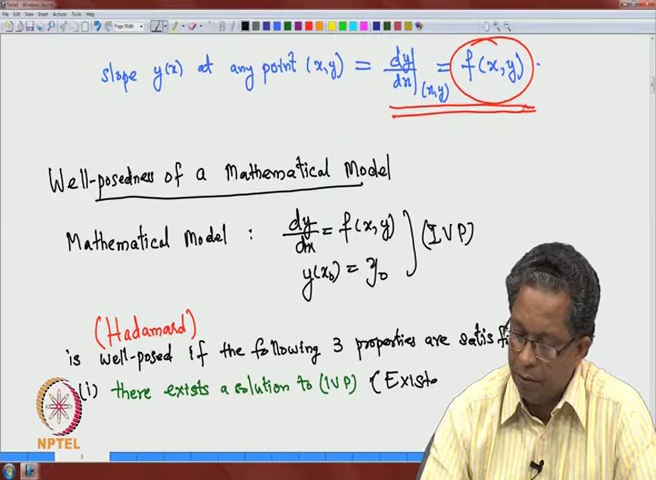 slope y(x) at any point (x,y) = dy/dx|(x,y) = f(x,y).
Well-posedness of a Mathematical Model
Mathematical Model : dy/dx = f(x,y)
y(x₀) = y₀
(IVP)
(Hadamard)
is well-posed if the following 3 properties are satisfi
(i) there exists a solution to (IVP) (Existe
NPTEL